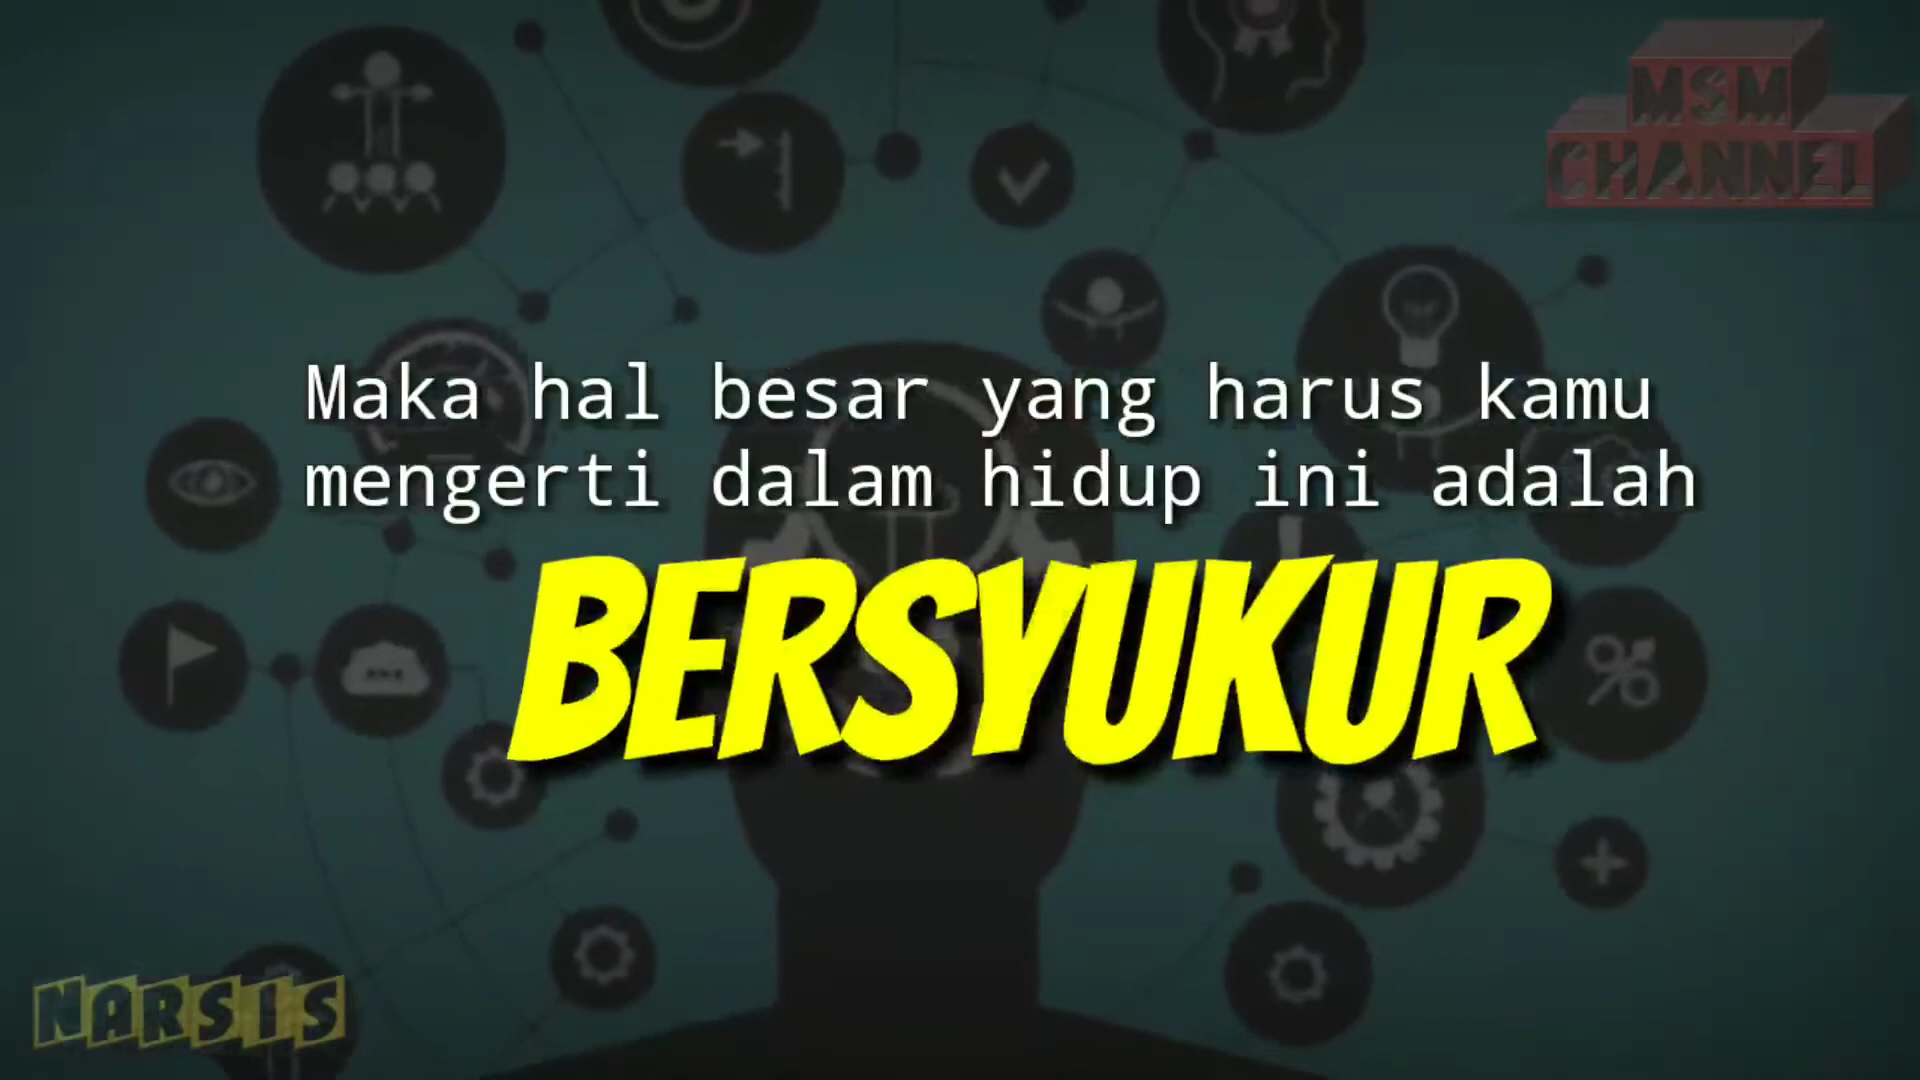 MSM
CHANNEL
Maka hal besar yang harus kamu
mengerti dalam hidup ini adalah
BERSYUKUR
NARSIS